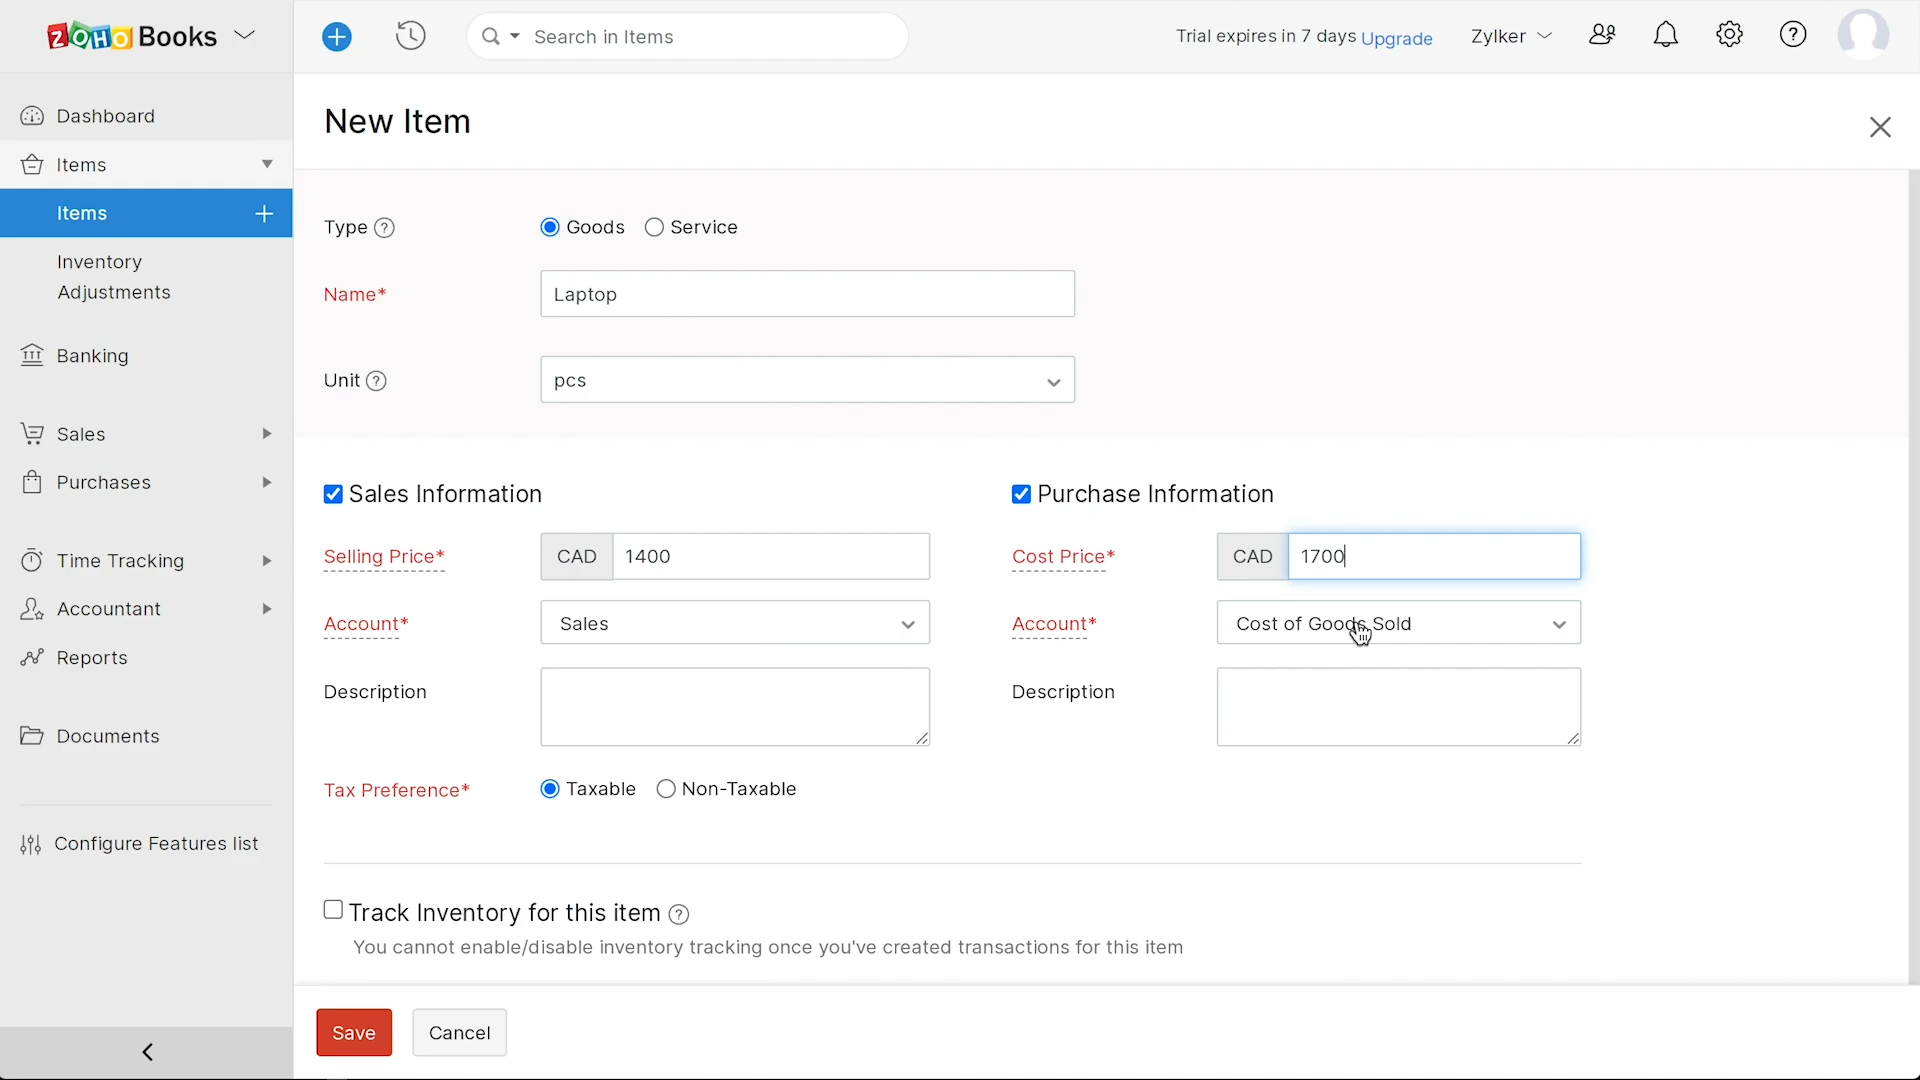 ZOHO Books
Search in Items
Trial expires in 7 days Upgrade
Zylker
Dashboard
Items
Items
Inventory
Adjustments
Banking
Sales
Purchases
Time Tracking
Accountant
Reports
Documents
Configure Features list
New Item
Type ?
Goods
Service
Name*
Laptop
Unit ?
pcs
Sales Information
Purchase Information
Selling Price*
CAD
1400
Cost Price*
CAD
1700
Account*
Sales
Account*
Cost of Goods Sold
Description
Description
Tax Preference*
Taxable
Non-Taxable
Track Inventory for this item ?
You cannot enable/disable inventory tracking once you've created transactions for this item
Save
Cancel